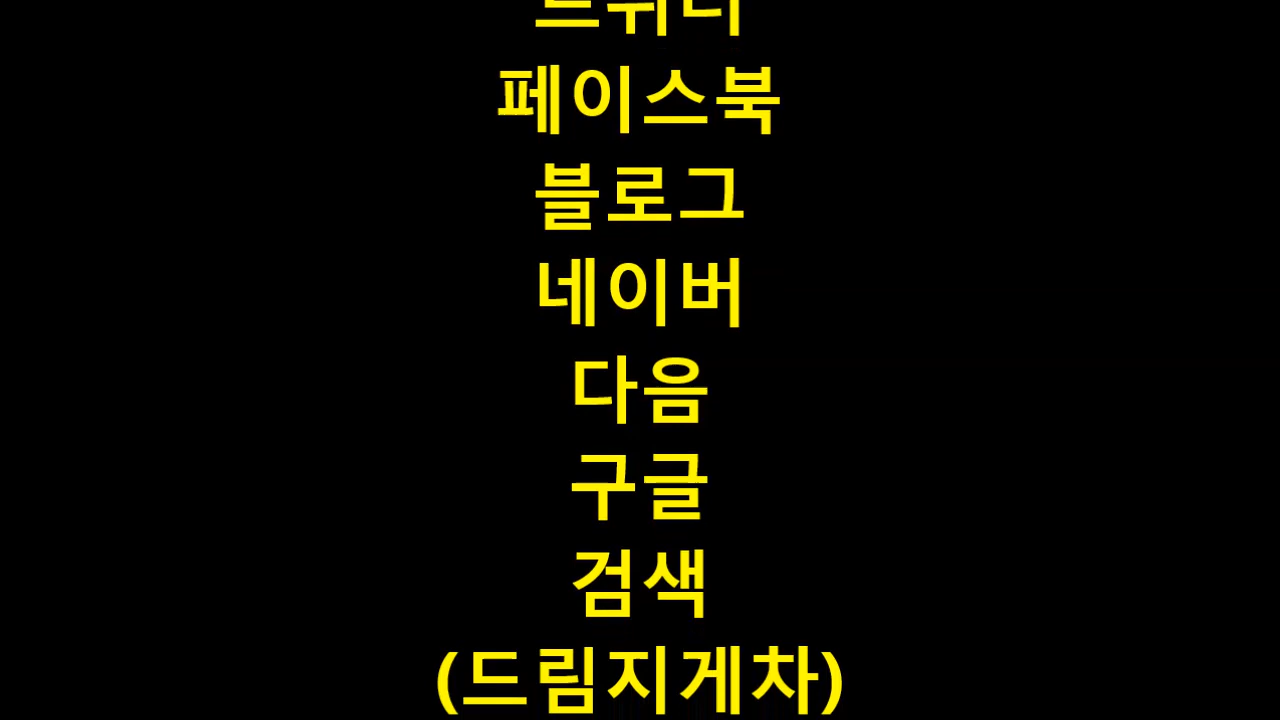 페이스북
블로그
네이버
다음
구글
검색
(드림지게차)